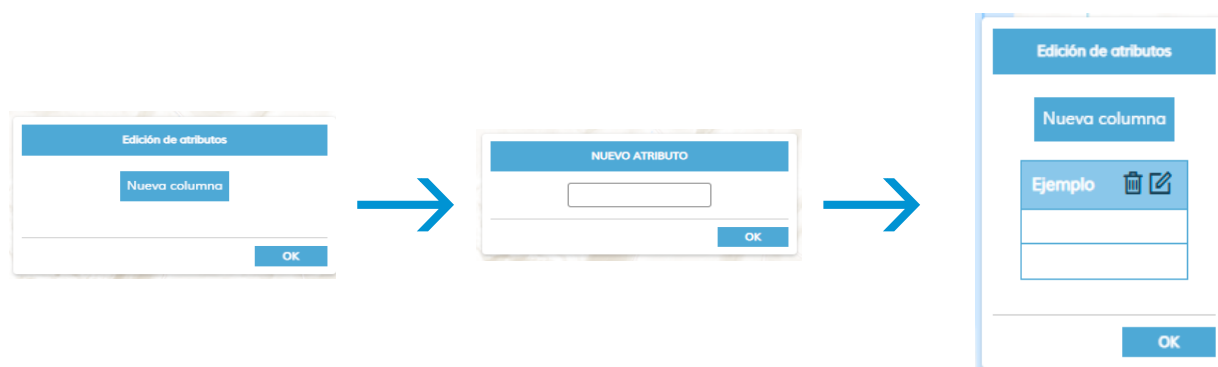 Edición de atributos
Nueva columna
OK
NUEVO ATRIBUTO
OK
Edición de atributos
Nueva columna
Ejemplo
OK